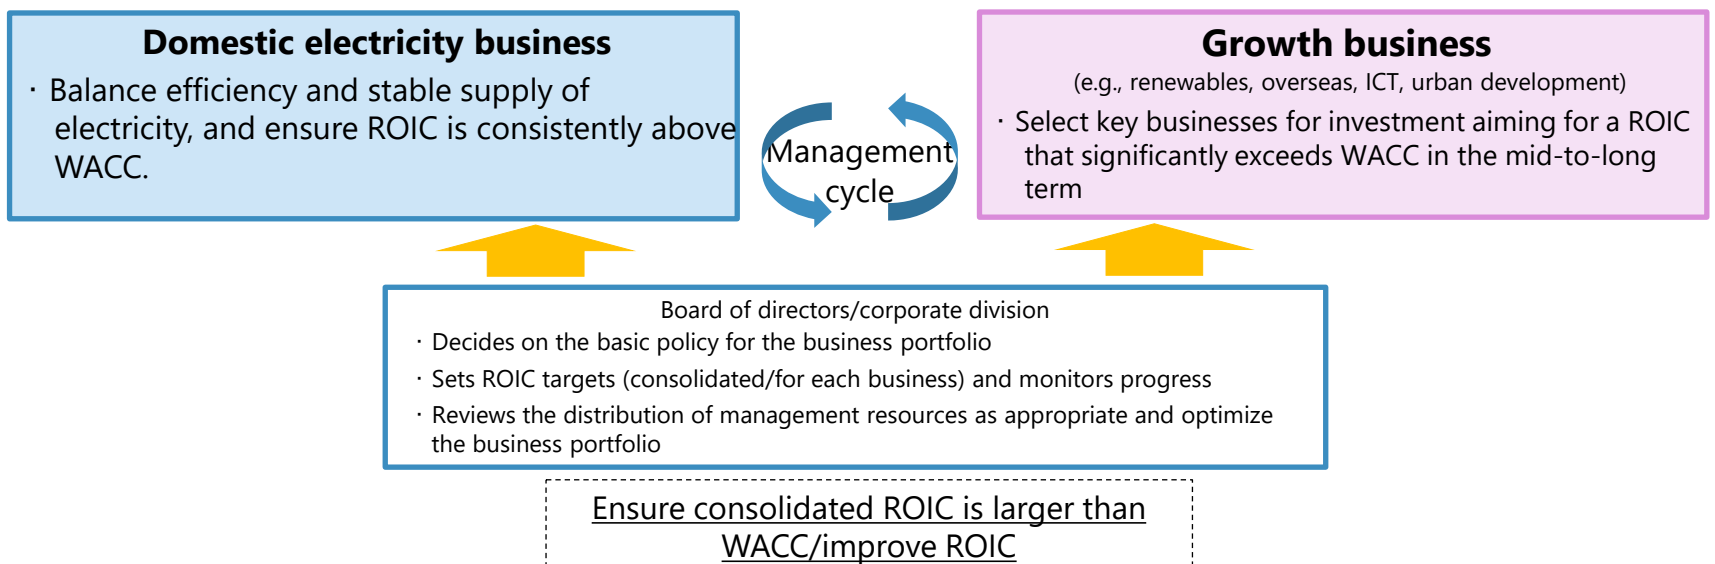 Domestic electricity business
・Balance efficiency and stable supply of
electricity, and ensure ROIC is consistently above
WACC.
Management
cycle
Growth business
(e.g., renewables, overseas, ICT, urban development)
・Select key businesses for investment aiming for a ROIC
that significantly exceeds WACC in the mid-to-long
term
Board of directors/corporate division
・Decides on the basic policy for the business portfolio
・Sets ROIC targets (consolidated/for each business) and monitors progress
・Reviews the distribution of management resources as appropriate and optimize
the business portfolio
Ensure consolidated ROIC is larger than
WACC/improve ROIC